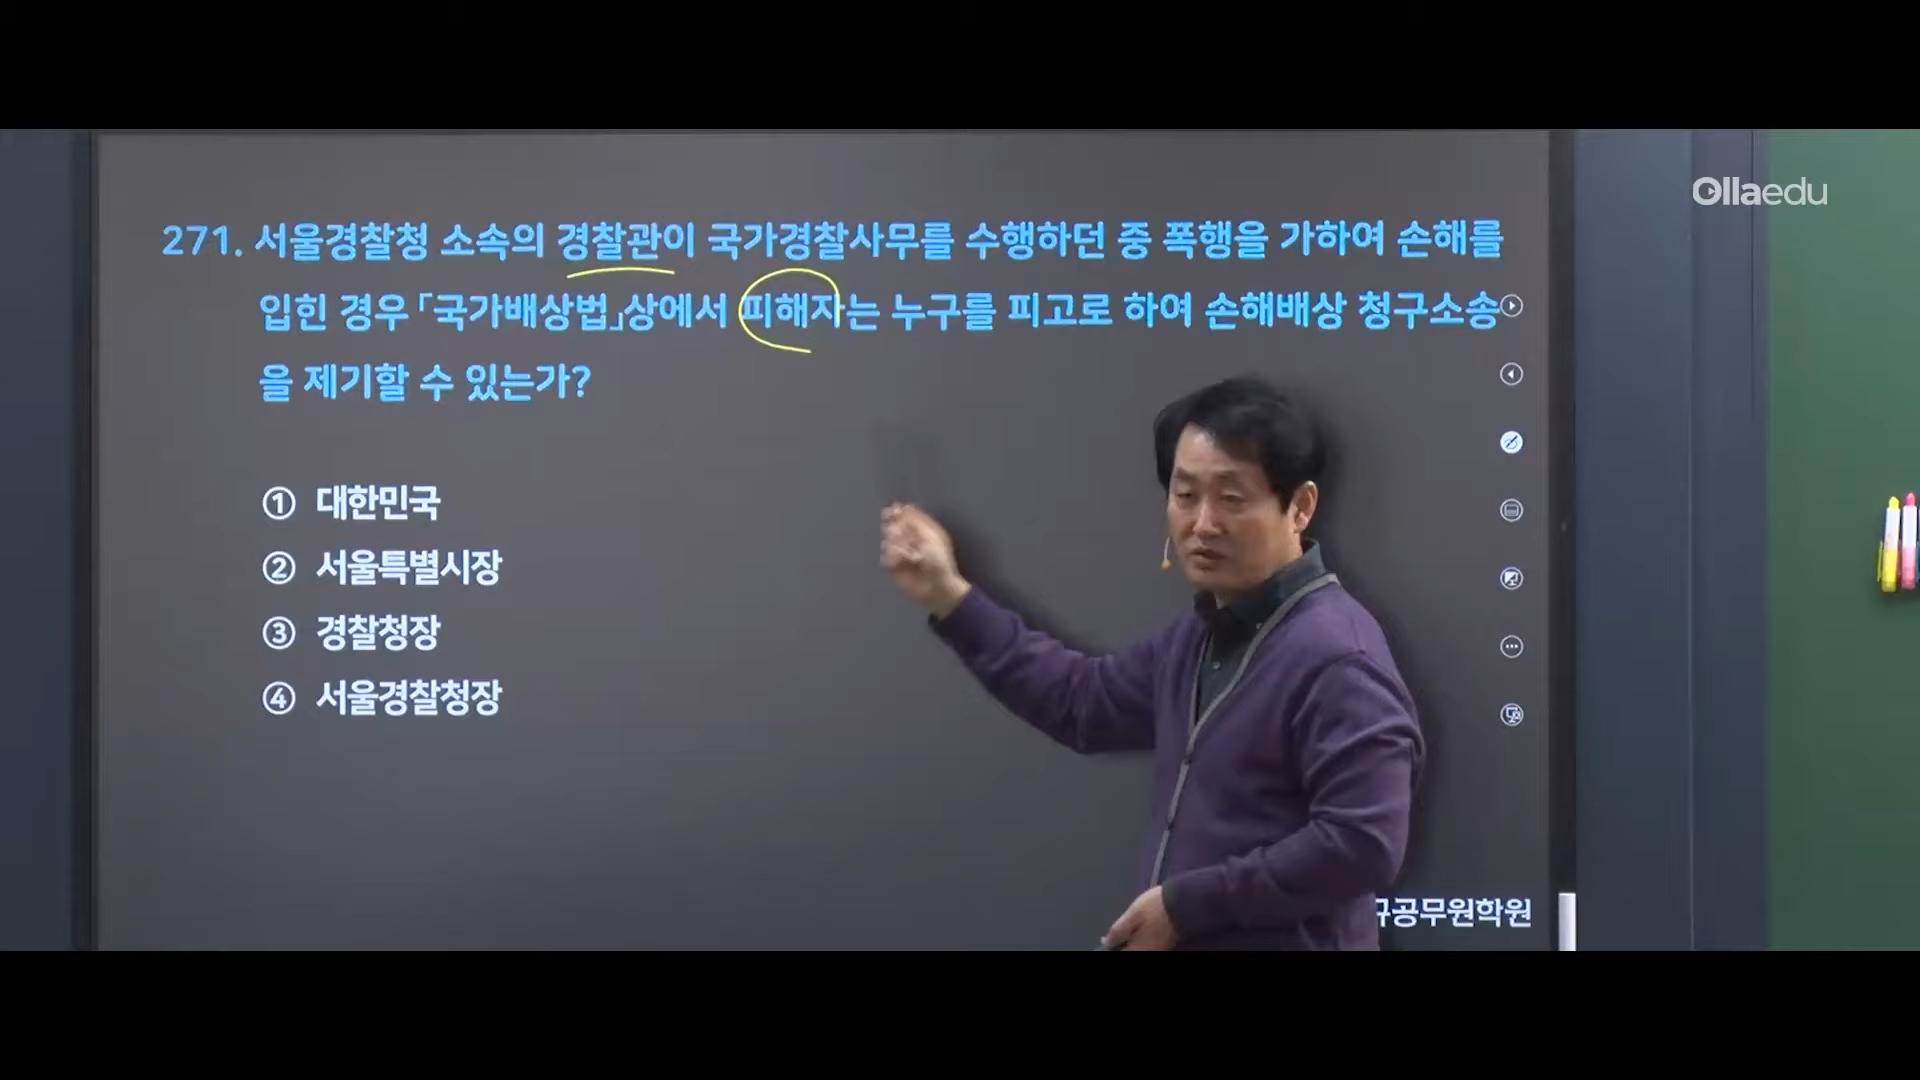 Ollaedu
271. 서울경찰청 소속의 경찰관이 국가경찰사무를 수행하던 중 폭행을 가하여 손해를
입힌 경우 「국가배상법」상에서 피해자는 누구를 피고로 하여 손해배상 청구소송
을 제기할 수 있는가?
① 대한민국
② 서울특별시장
③ 경찰청장
④ 서울경찰청장
공무원학원